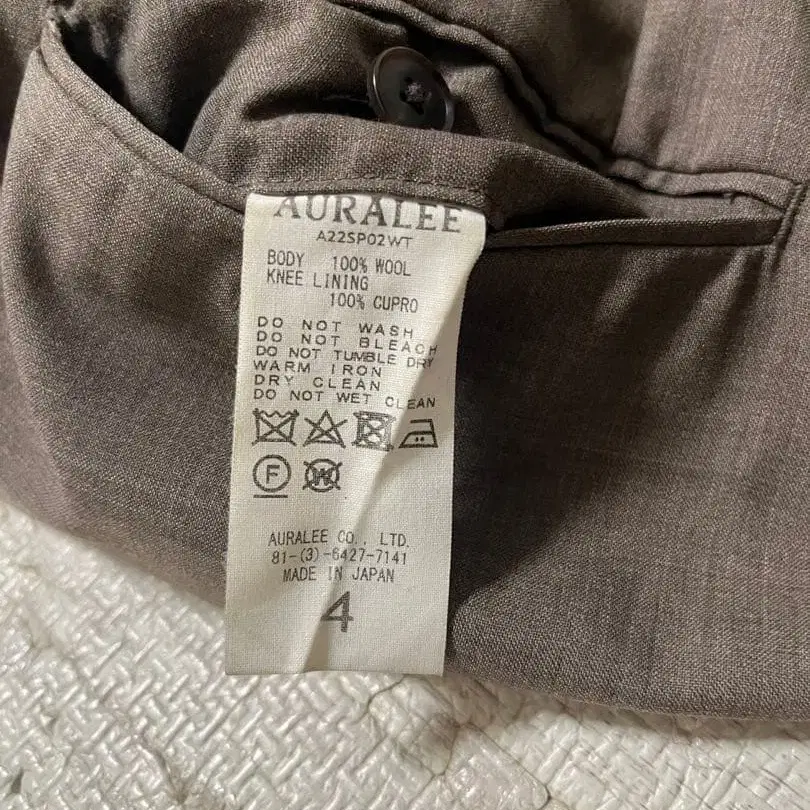 AURALEE
A22SP02WT
BODY 100% WOOL
KNEE LINING
100% CUPRO
DO NOT WASH
DO NOT BLEACH
DO NOT TUMBLE DRY
WARM IRON
DRY CLEAN
DO NOT WET CLEAN
F W
AURALEE CO., LTD.
81-(3)-6427-7141
MADE IN JAPAN
4